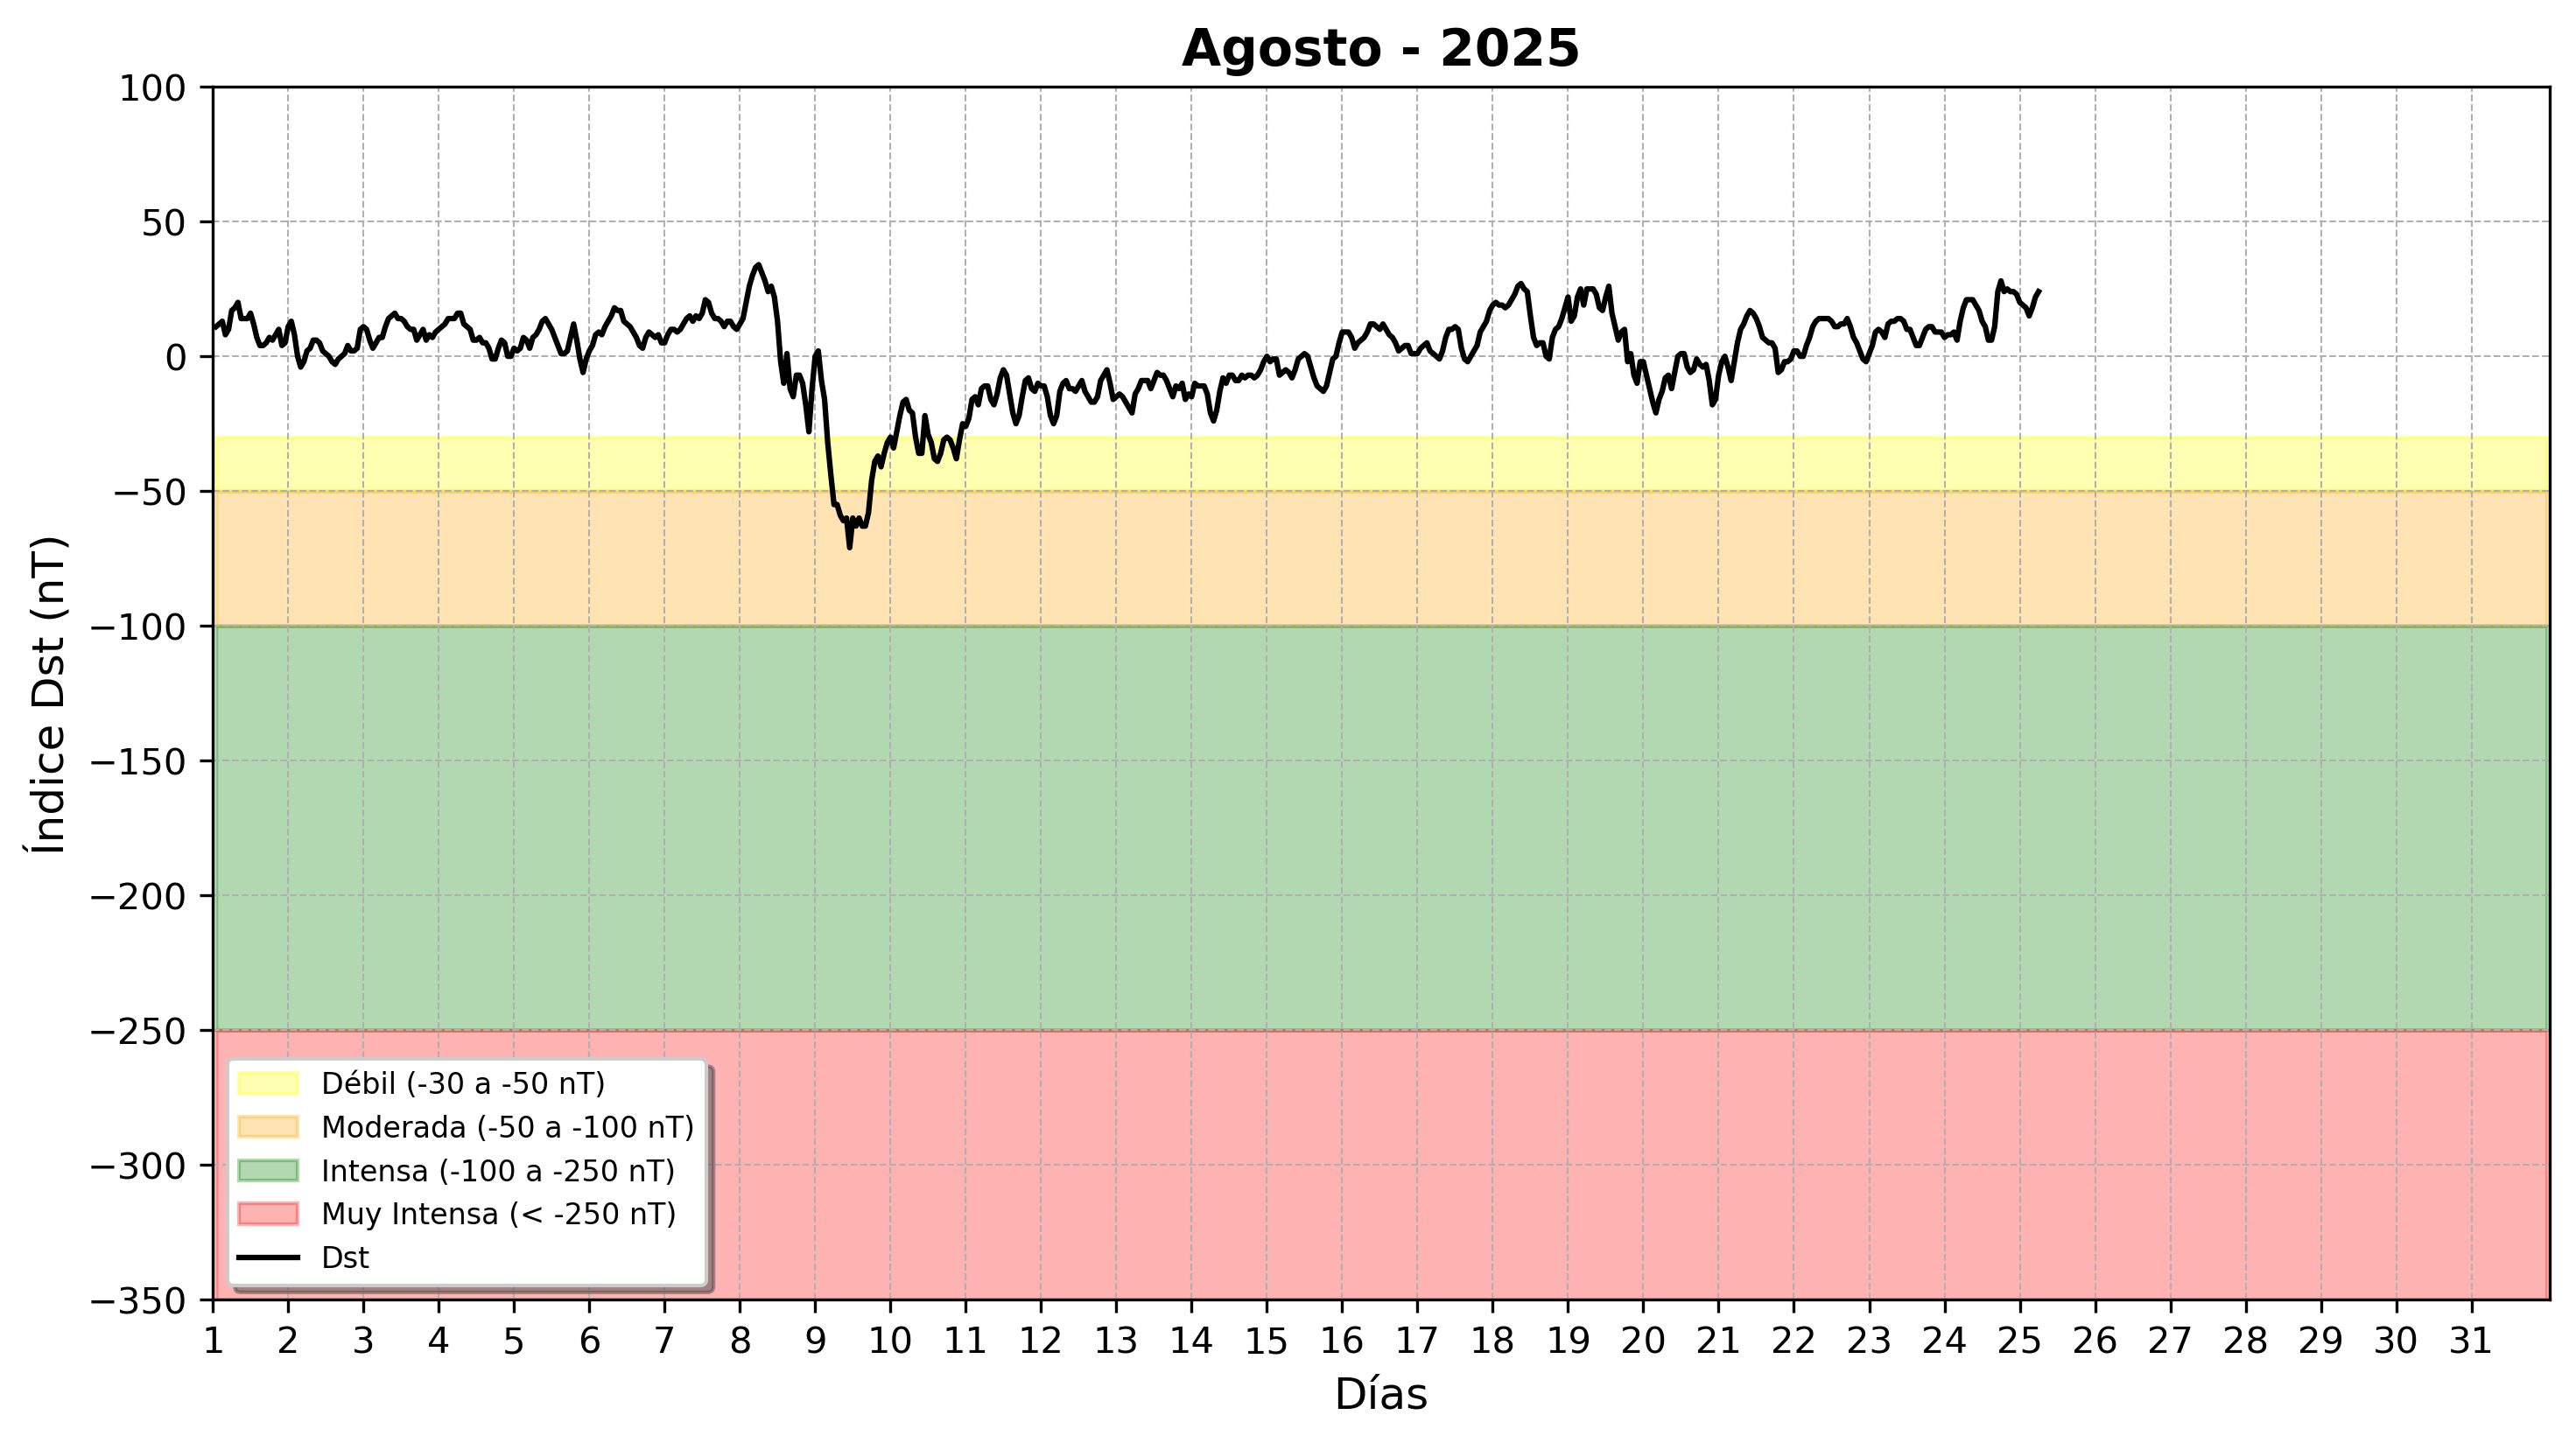 Agosto - 2025
100
50
0
−50
−100
−150
−200
−250
−300
−350
Índice Dst (nT)
Débil (-30 a -50 nT)
Moderada (-50 a -100 nT)
Intensa (-100 a -250 nT)
Muy Intensa (< -250 nT)
Dst
1 2 3 4 5 6 7 8 9 10 11 12 13 14 15 16 17 18 19 20 21 22 23 24 25 26 27 28 29 30 31
Días